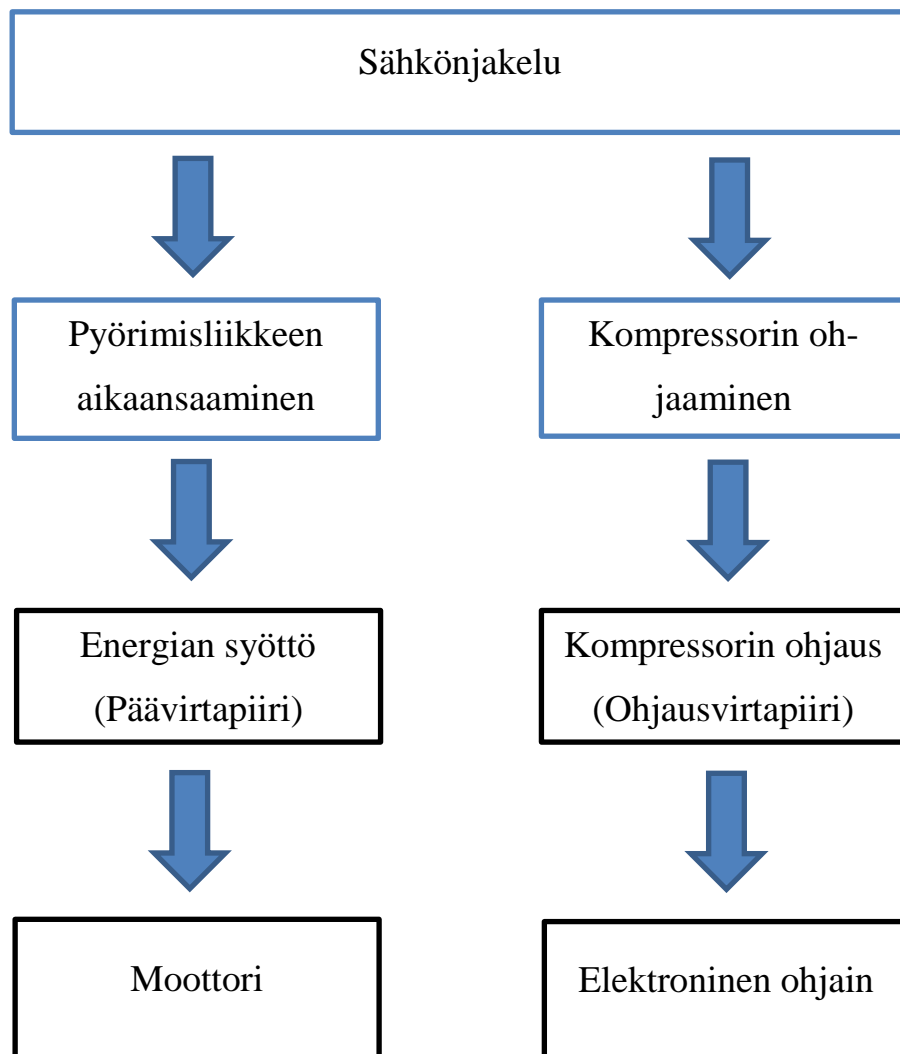 Sähkönjakelu
Pyörimisliikkeen
aikaansaaminen
Kompressorin oh-
jaaminen
Energian syöttö
(Päävirtapiiri)
Kompressorin ohjaus
(Ohjausvirtapiiri)
Moottori
Elektroninen ohjain